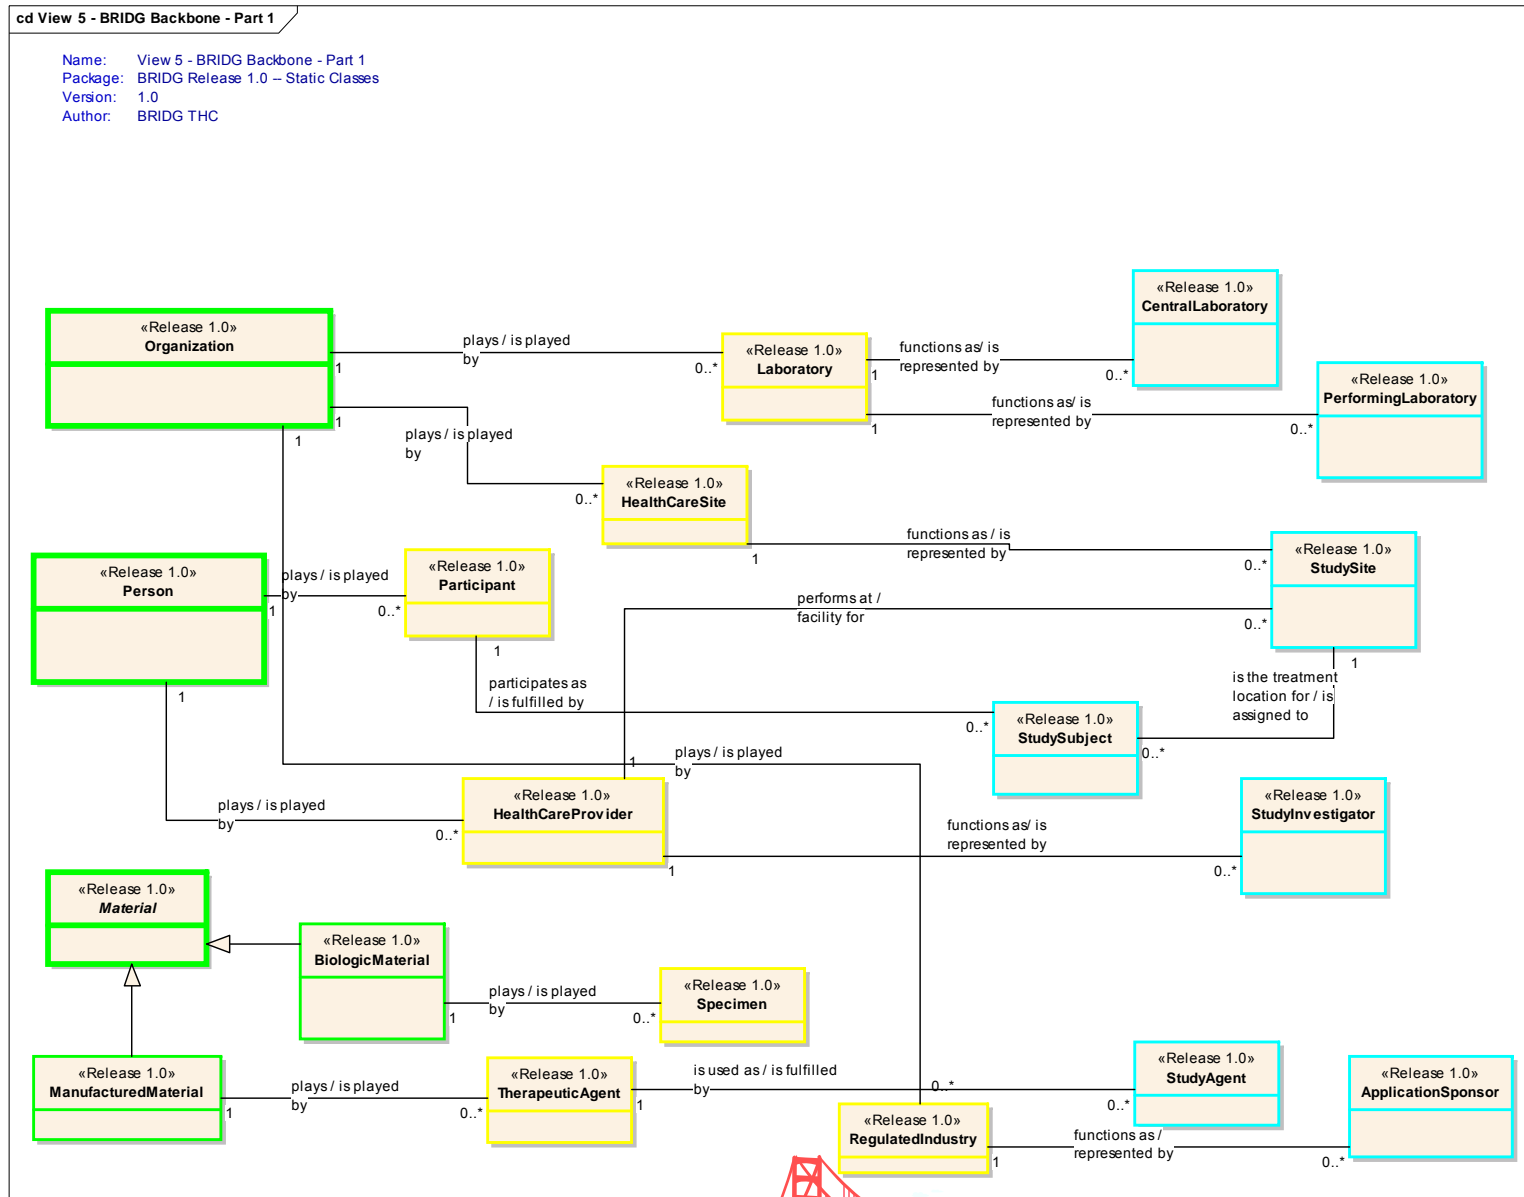 cd View 5 - BRIDG Backbone - Part 1
Name: View 5 - BRIDG Backbone - Part 1
Package: BRIDG Release 1.0 -- Static Classes
Version: 1.0
Author: BRIDG THC
«Release 1.0»
CentralLaboratory
«Release 1.0»
Organization
plays / is played
by
1
0..*
«Release 1.0»
Laboratory
functions as/ is
represented by
1
0..*
«Release 1.0»
PerformingLaboratory
functions as/ is
represented by
1
0..*
1
plays / is played
by
0..*
1
«Release 1.0»
HealthCareSite
functions as / is
represented by
1
0..*
«Release 1.0»
StudySite
«Release 1.0»
Person
plays / is played
by
1
0..*
«Release 1.0»
Participant
performs at /
facility for
0..*
1
1
participates as
/ is fulfilled by
0..*
1
is the treatment
location for / is
assigned to
0..*
«Release 1.0»
StudySubject
plays / is played
by
1
1
plays / is played
by
0..*
«Release 1.0»
HealthCareProvider
functions as/ is
represented by
1
0..*
«Release 1.0»
StudyInvestigator
«Release 1.0»
Material
«Release 1.0»
BiologicMaterial
plays / is played
by
1
0..*
«Release 1.0»
Specimen
«Release 1.0»
ManufacturedMaterial
plays / is played
by
1
0..*
«Release 1.0»
TherapeuticAgent
is used as / is fulfilled
by
1
0..*
0..*
«Release 1.0»
StudyAgent
«Release 1.0»
RegulatedIndustry
functions as /
represented by
1
0..*
«Release 1.0»
ApplicationSponsor